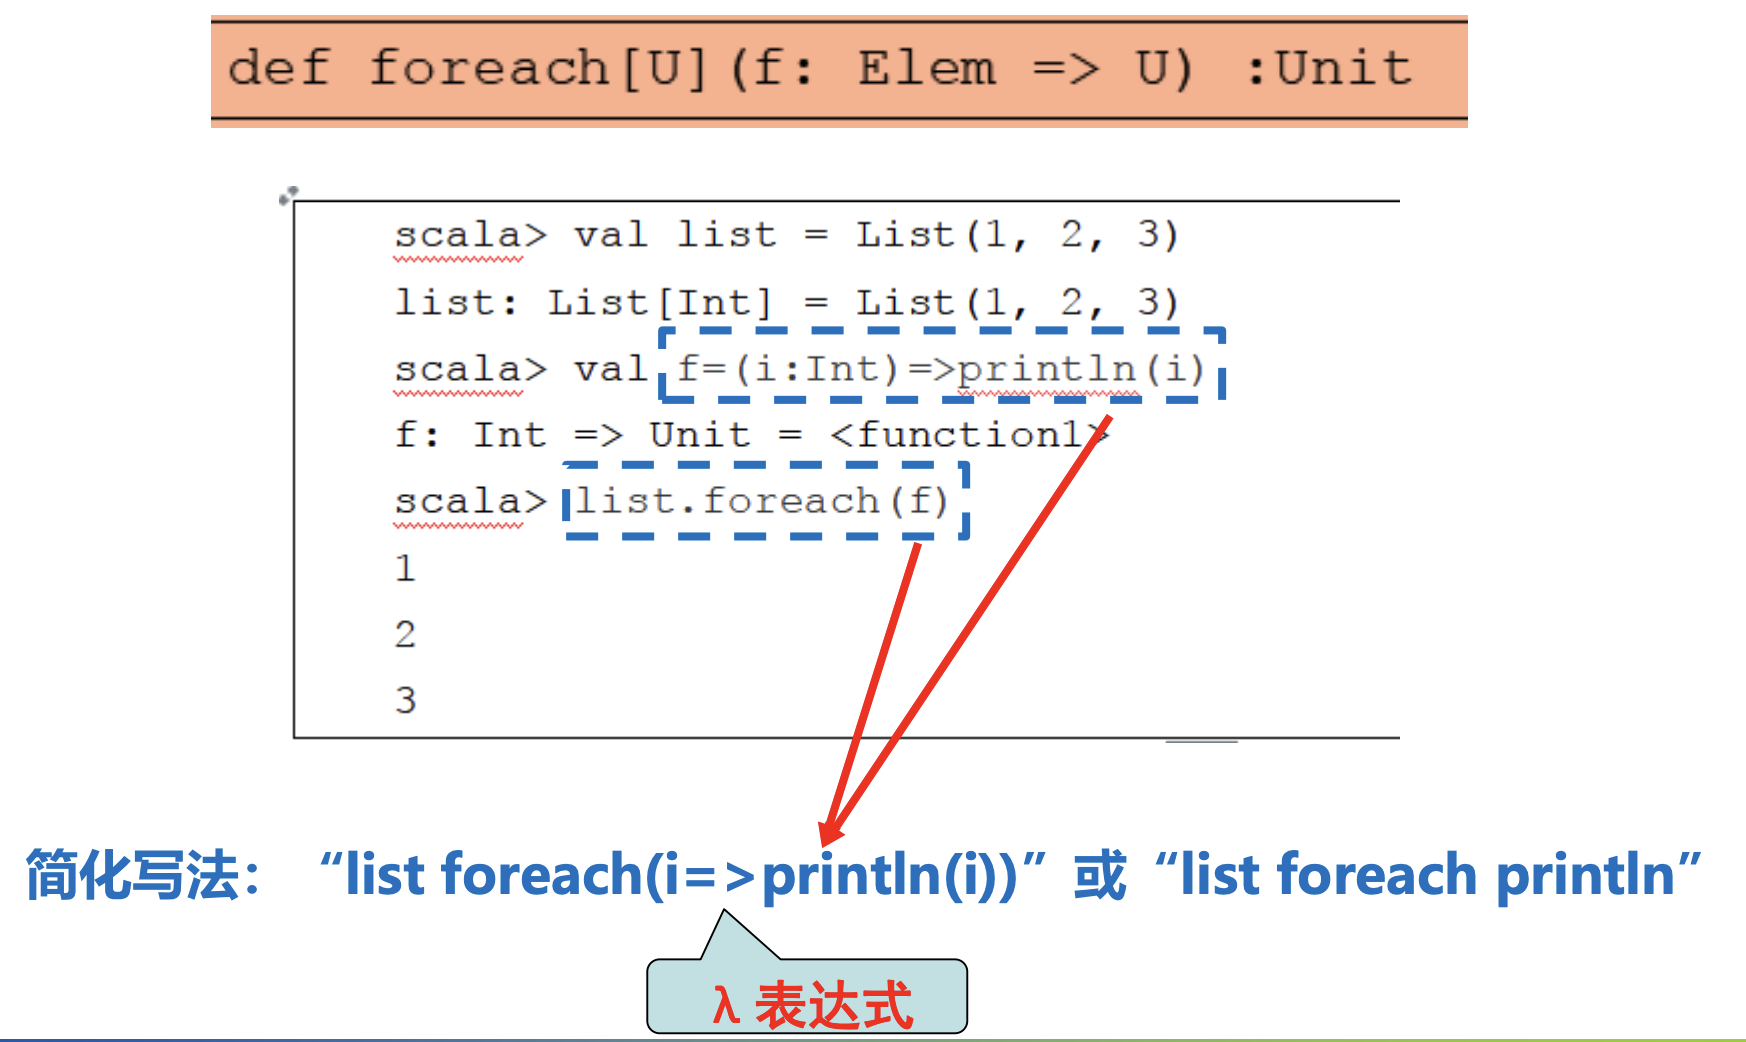 def foreach[U](f: Elem => U) :Unit
scala> val list = List(1, 2, 3)
list: List[Int] = List(1, 2, 3)
scala> val f=(i:Int)=>println(i)
f: Int => Unit = <function1>
scala> list.foreach(f)
1
2
3
简化写法： “list foreach(i=>println(i))”或“list foreach println”
λ 表达式